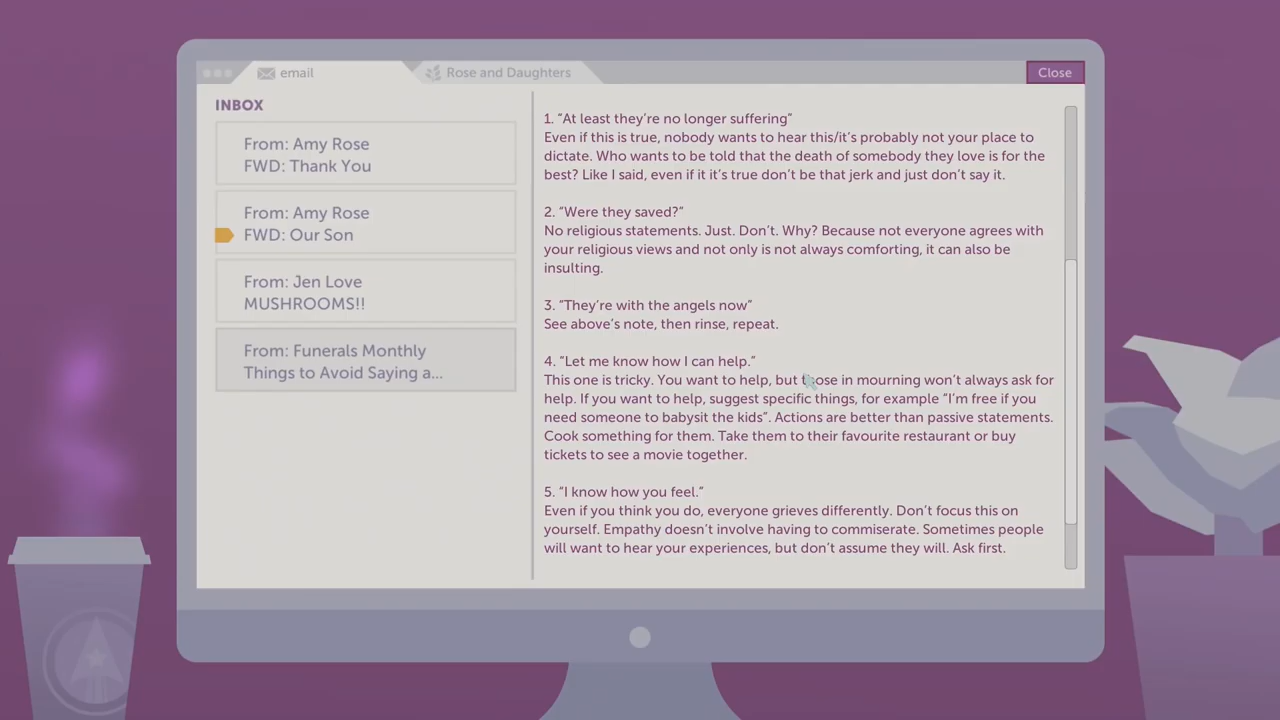 email
Rose and Daughters
Close
INBOX
From: Amy Rose
FWD: Thank You
From: Amy Rose
FWD: Our Son
From: Jen Love
MUSHROOMS!!
From: Funerals Monthly
Things to Avoid Saying a...
1. “At least they’re no longer suffering”
Even if this is true, nobody wants to hear this/it’s probably not your place to
dictate. Who wants to be told that the death of somebody they love is for the
best? Like I said, even if it it’s true don’t be that jerk and just don’t say it.
2. “Were they saved?”
No religious statements. Just. Don’t. Why? Because not everyone agrees with
your religious views and not only is not always comforting, it can also be
insulting.
3. “They’re with the angels now”
See above’s note, then rinse, repeat.
4. “Let me know how I can help.”
This one is tricky. You want to help, but those in mourning won’t always ask for
help. If you want to help, suggest specific things, for example “I’m free if you
need someone to babysit the kids”. Actions are better than passive statements.
Cook something for them. Take them to their favourite restaurant or buy
tickets to see a movie together.
5. “I know how you feel.”
Even if you think you do, everyone grieves differently. Don’t focus this on
yourself. Empathy doesn’t involve having to commiserate. Sometimes people
will want to hear your experiences, but don’t assume they will. Ask first.